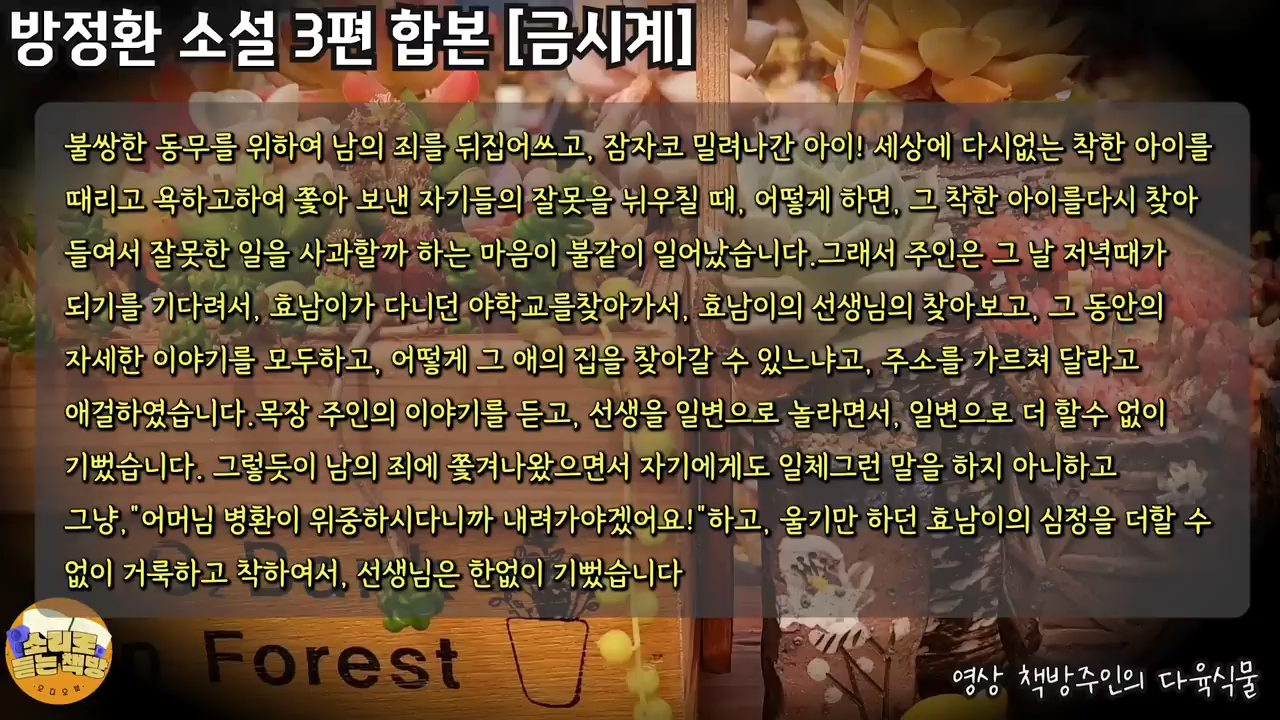 방정환 소설 3편 합본 [금시계]
불쌍한 동무를 위하여 남의 죄를 뒤집어쓰고, 잠자코 밀려나간 아이! 세상에 다시없는 착한 아이를
때리고 욕하고하여 쫓아 보낸 자기들의 잘못을 뉘우칠 때, 어떻게 하면, 그 착한 아이를다시 찾아
들여서 잘못한 일을 사과할까 하는 마음이 불같이 일어났습니다.그래서 주인은 그 날 저녁때가
되기를 기다려서, 효남이가 다니던 야학교를찾아가서, 효남이의 선생님의 찾아보고, 그 동안의
자세한 이야기를 모두하고, 어떻게 그 애의 집을 찾아갈 수 있느냐고, 주소를 가르쳐 달라고
애걸하였습니다.목장 주인의 이야기를 듣고, 선생을 일변으로 놀라면서, 일변으로 더 할수 없이
기뻤습니다. 그렇듯이 남의 죄에 쫓겨나왔으면서 자기에게도 일체그런 말을 하지 아니하고
그냥,"어머님 병환이 위중하시다니까 내려가야겠어요!"하고, 울기만 하던 효남이의 심정을 더할 수
없이 거룩하고 착하여서, 선생님은 한없이 기뻤습니다
Forest
소리로
듣는 책방
·오디오북·
영상 책방주인의 다육식물